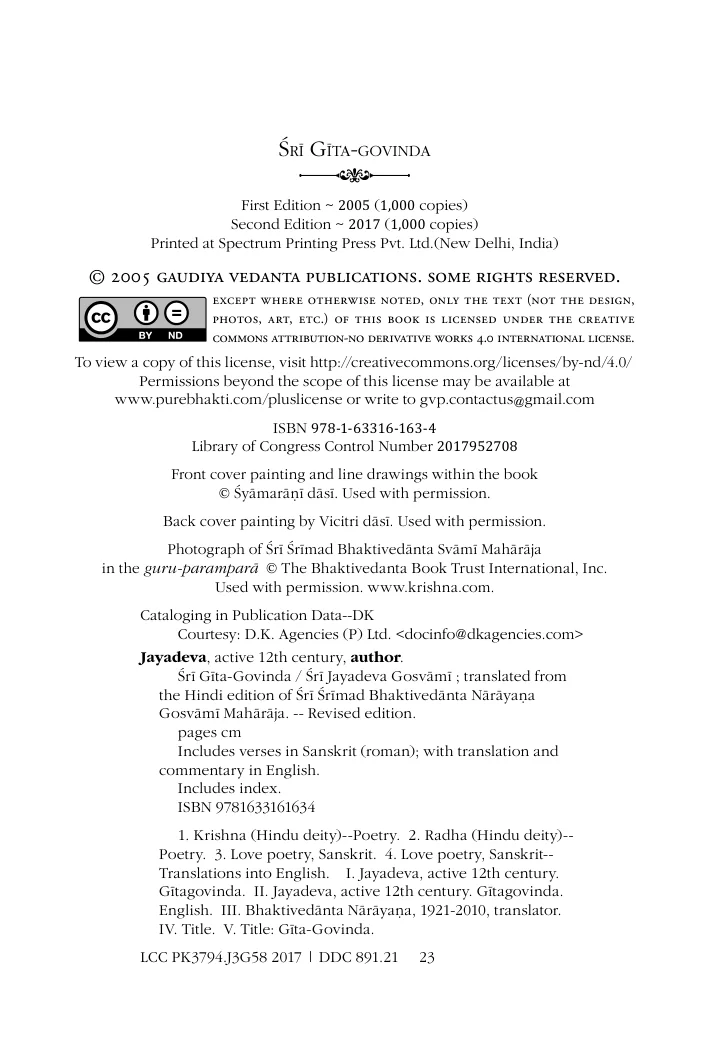 Śrī Gīta-govinda
First Edition ~ 2005 (1,000 copies)
Second Edition ~ 2017 (1,000 copies)
Printed at Spectrum Printing Press Pvt. Ltd.(New Delhi, India)
© 2005 Gaudiya Vedanta Publications. Some Rights Reserved.
cc BY ND
Except where otherwise noted, only the text (not the design,
photos, art, etc.) of this book is licensed under the Creative
Commons Attribution-No Derivative Works 4.0 International License.
To view a copy of this license, visit http://creativecommons.org/licenses/by-nd/4.0/
Permissions beyond the scope of this license may be available at
www.purebhakti.com/pluslicense or write to gvp.contactus@gmail.com
ISBN 978-1-63316-163-4
Library of Congress Control Number 2017952708
Front cover painting and line drawings within the book
© Śyāmarāṇī dāsī. Used with permission.
Back cover painting by Vicitri dāsī. Used with permission.
Photograph of Śrī Śrīmad Bhaktivedānta Svāmī Mahārāja
in the guru-paramparā © The Bhaktivedanta Book Trust International, Inc.
Used with permission. www.krishna.com.
Cataloging in Publication Data--DK
Courtesy: D.K. Agencies (P) Ltd. <docinfo@dkagencies.com>
Jayadeva, active 12th century, author.
Śrī Gīta-Govinda / Śrī Jayadeva Gosvāmī ; translated from
the Hindi edition of Śrī Śrīmad Bhaktivedānta Nārāyaṇa
Gosvāmī Mahārāja. -- Revised edition.
pages cm
Includes verses in Sanskrit (roman); with translation and
commentary in English.
Includes index.
ISBN 9781633161634
1. Krishna (Hindu deity)--Poetry. 2. Radha (Hindu deity)--
Poetry. 3. Love poetry, Sanskrit. 4. Love poetry, Sanskrit--
Translations into English. I. Jayadeva, active 12th century.
Gītagovinda. II. Jayadeva, active 12th century. Gītagovinda.
English. III. Bhaktivedānta Nārāyaṇa, 1921-2010, translator.
IV. Title. V. Title: Gīta-Govinda.
LCC PK3794.J3G58 2017 | DDC 891.21 23